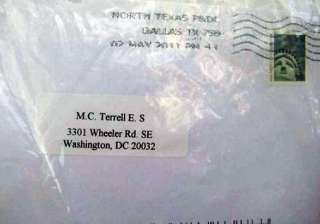 NORTH TEXAS P&DC
DALLAS TX 750
02 MAY 2011 PM 4 L
M.C. Terrell E. S
3301 Wheeler Rd. SE
Washington, DC 20032